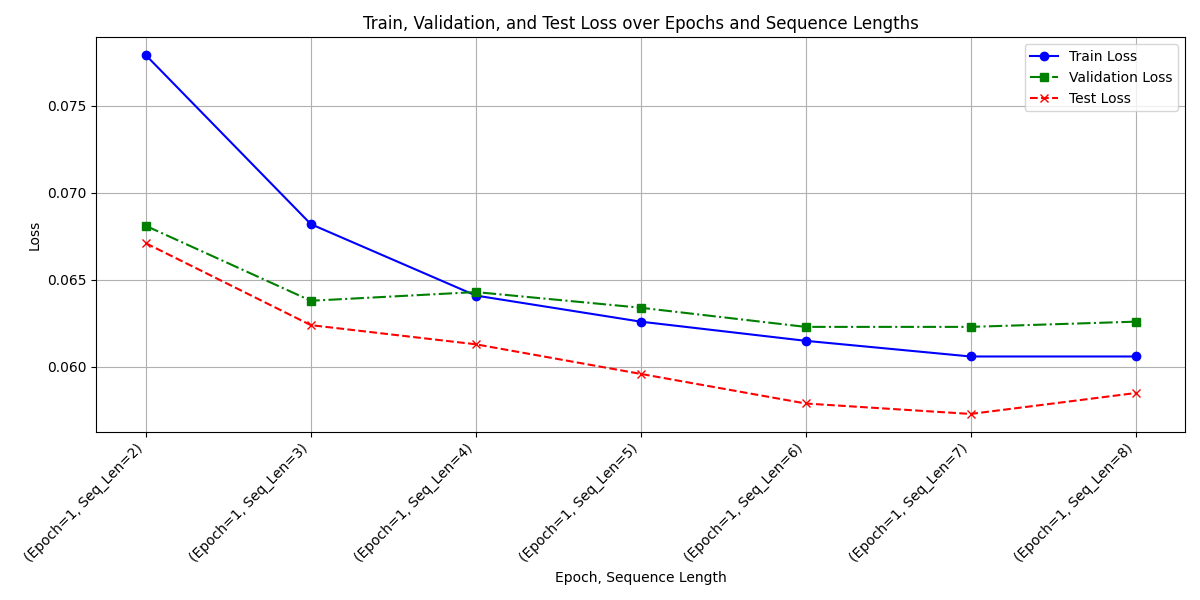 Train, Validation, and Test Loss over Epochs and Sequence Lengths
Train Loss
Validation Loss
Test Loss
Loss
0.075
0.070
0.065
0.060
(Epoch=1, Seq_Len=2)
(Epoch=1, Seq_Len=3)
(Epoch=1, Seq_Len=4)
(Epoch=1, Seq_Len=5)
(Epoch=1, Seq_Len=6)
(Epoch=1, Seq_Len=7)
(Epoch=1, Seq_Len=8)
Epoch, Sequence Length